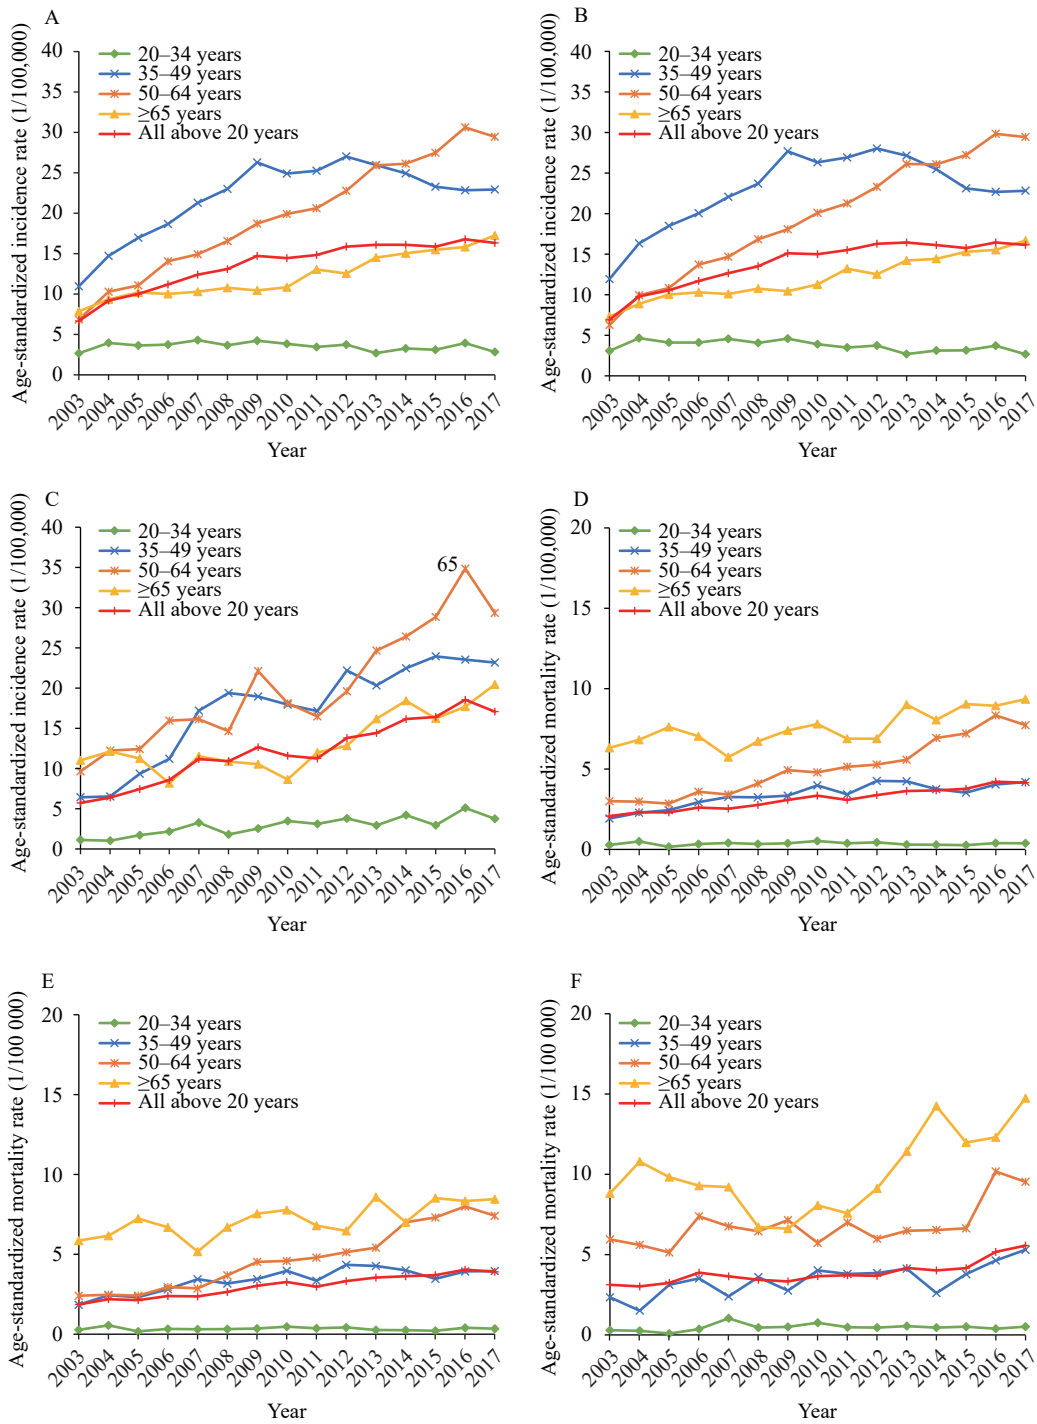 A
Age-standardized incidence rate (1/100,000)
40
35
30
25
20
15
10
5
0
20–34 years
35–49 years
50–64 years
≥65 years
All above 20 years
2003 2004 2005 2006 2007 2008 2009 2010 2011 2012 2013 2014 2015 2016 2017
Year
B
Age-standardized incidence rate (1/100,000)
40
35
30
25
20
15
10
5
0
20–34 years
35–49 years
50–64 years
≥65 years
All above 20 years
2003 2004 2005 2006 2007 2008 2009 2010 2011 2012 2013 2014 2015 2016 2017
Year
C
Age-standardized incidence rate (1/100,000)
40
35
30
25
20
15
10
5
0
20–34 years
35–49 years
50–64 years
≥65 years
All above 20 years
65
2003 2004 2005 2006 2007 2008 2009 2010 2011 2012 2013 2014 2015 2016 2017
Year
D
Age-standardized mortality rate (1/100,000)
20
15
10
5
0
20–34 years
35–49 years
50–64 years
≥65 years
All above 20 years
2003 2004 2005 2006 2007 2008 2009 2010 2011 2012 2013 2014 2015 2016 2017
Year
E
Age-standardized mortality rate (1/100 000)
20
15
10
5
0
20–34 years
35–49 years
50–64 years
≥65 years
All above 20 years
2003 2004 2005 2006 2007 2008 2009 2010 2011 2012 2013 2014 2015 2016 2017
Year
F
Age-standardized mortality rate (1/100 000)
20
15
10
5
0
20–34 years
35–49 years
50–64 years
≥65 years
All above 20 years
2003 2004 2005 2006 2007 2008 2009 2010 2011 2012 2013 2014 2015 2016 2017
Year